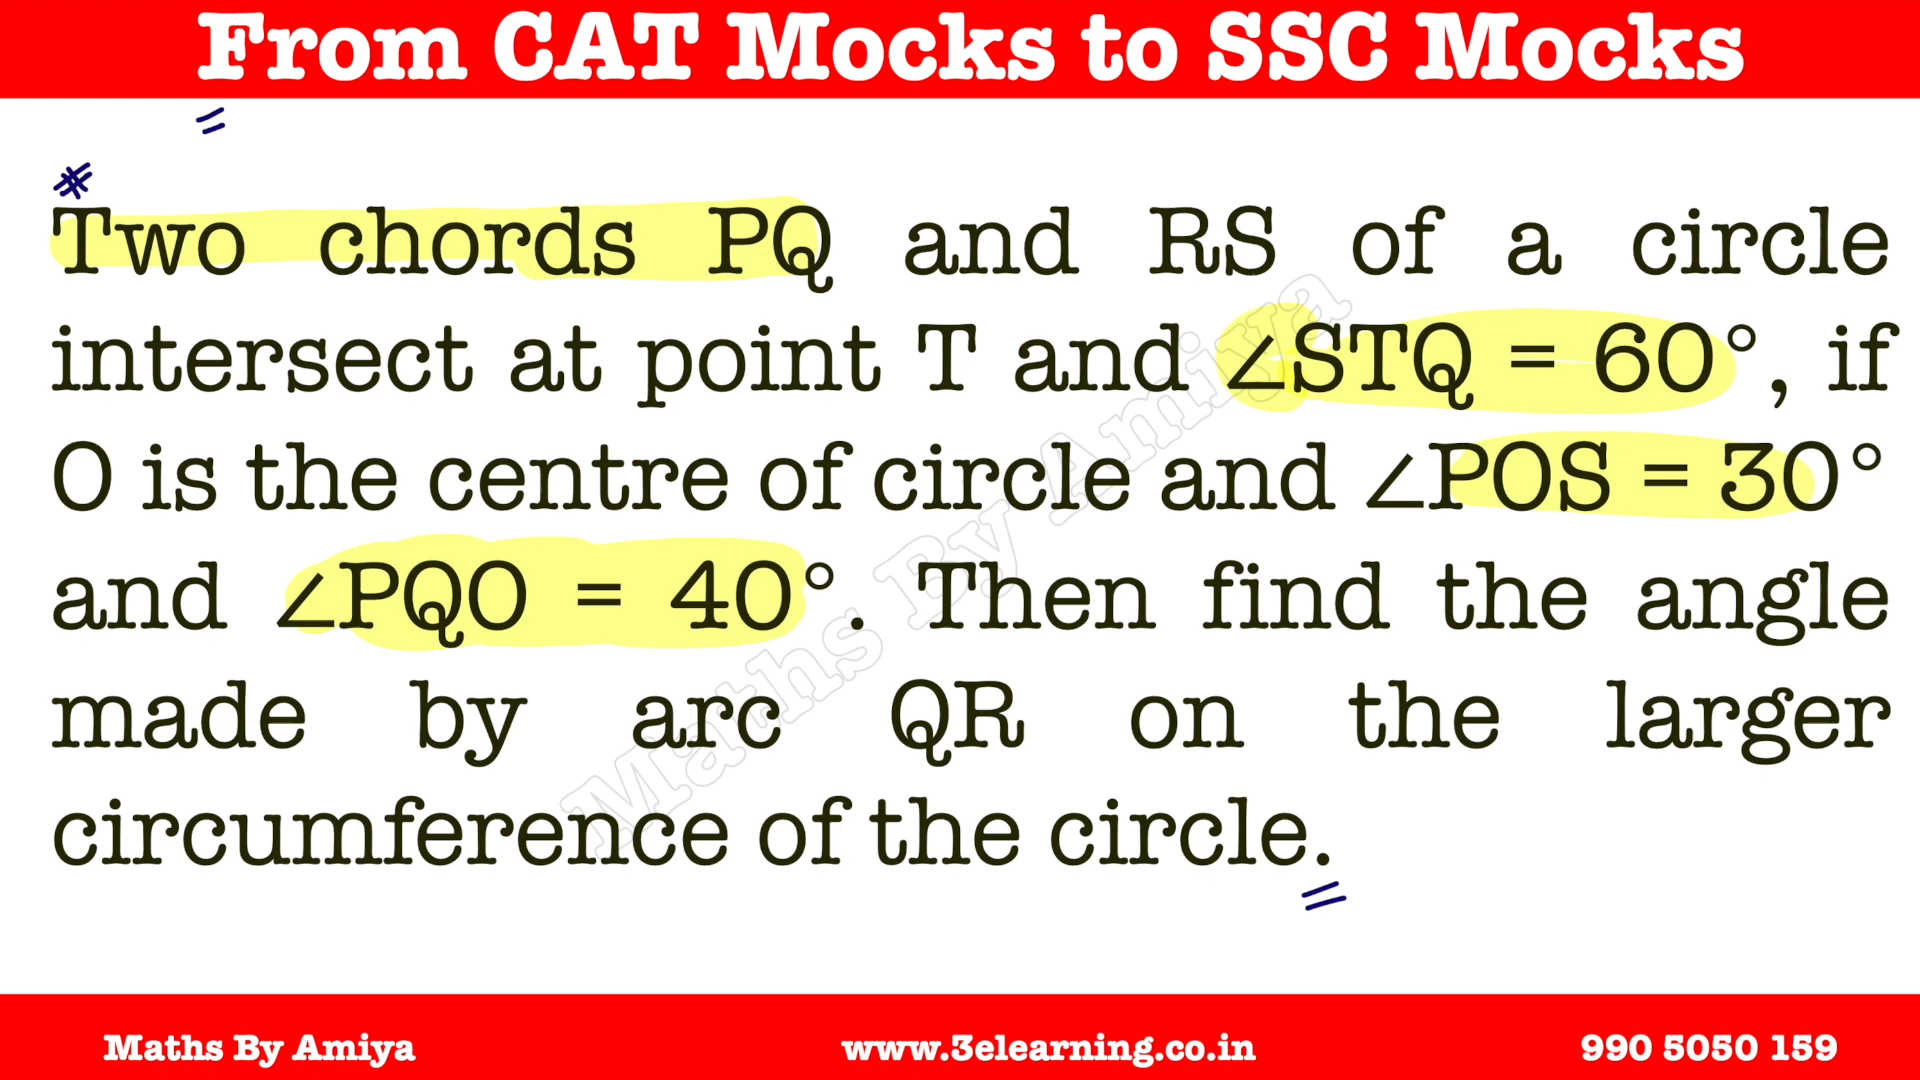 From CAT Mocks to SSC Mocks
Two chords PQ and RS of a circle
intersect at point T and ∠STQ = 60°, if
O is the centre of circle and ∠POS = 30°
and ∠PQO = 40°. Then find the angle
made by arc QR on the larger
circumference of the circle.
Maths By Amiya
Maths By Amiya www.3elearning.co.in 990 5050 159